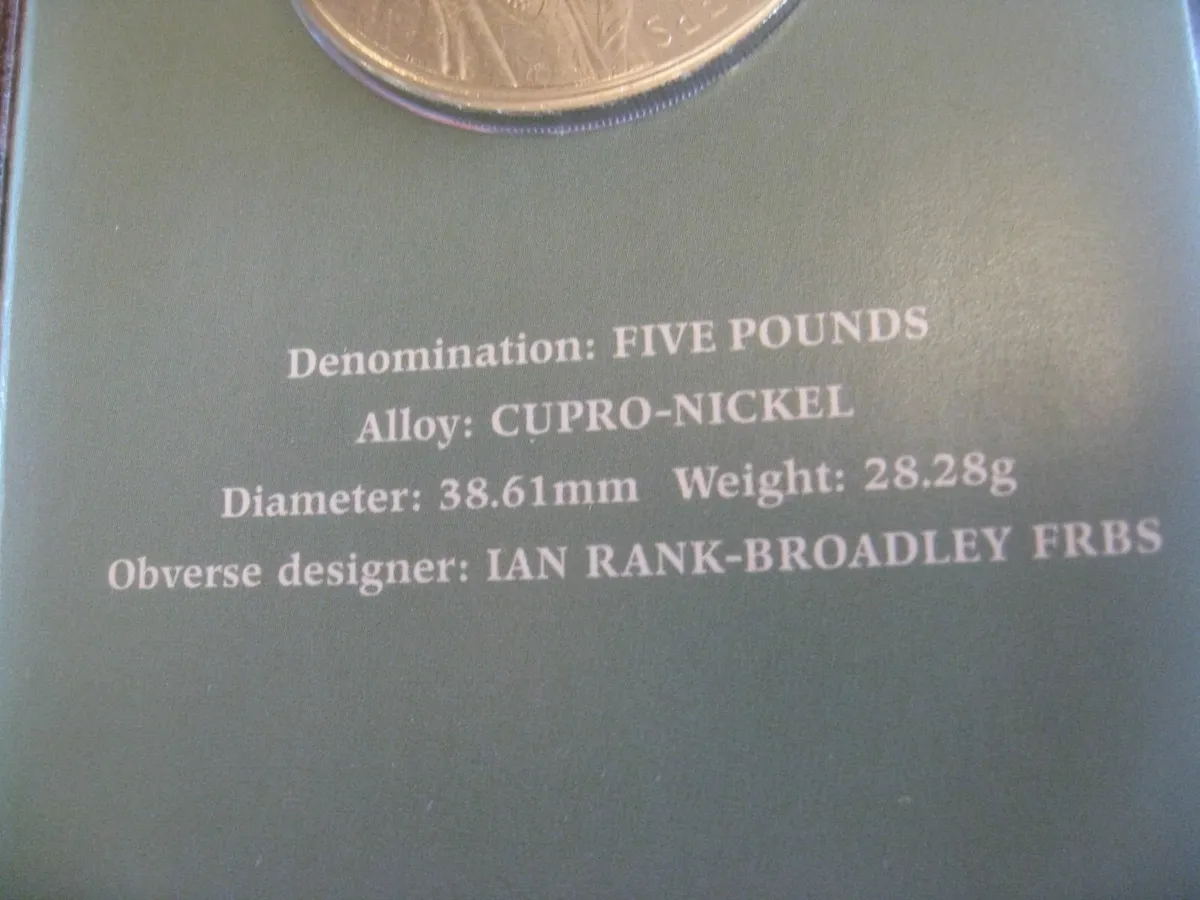 Denomination: FIVE POUNDS
Alloy: CUPRO-NICKEL
Diameter: 38.61mm Weight: 28.28g
Obverse designer: IAN RANK-BROADLEY FRBS